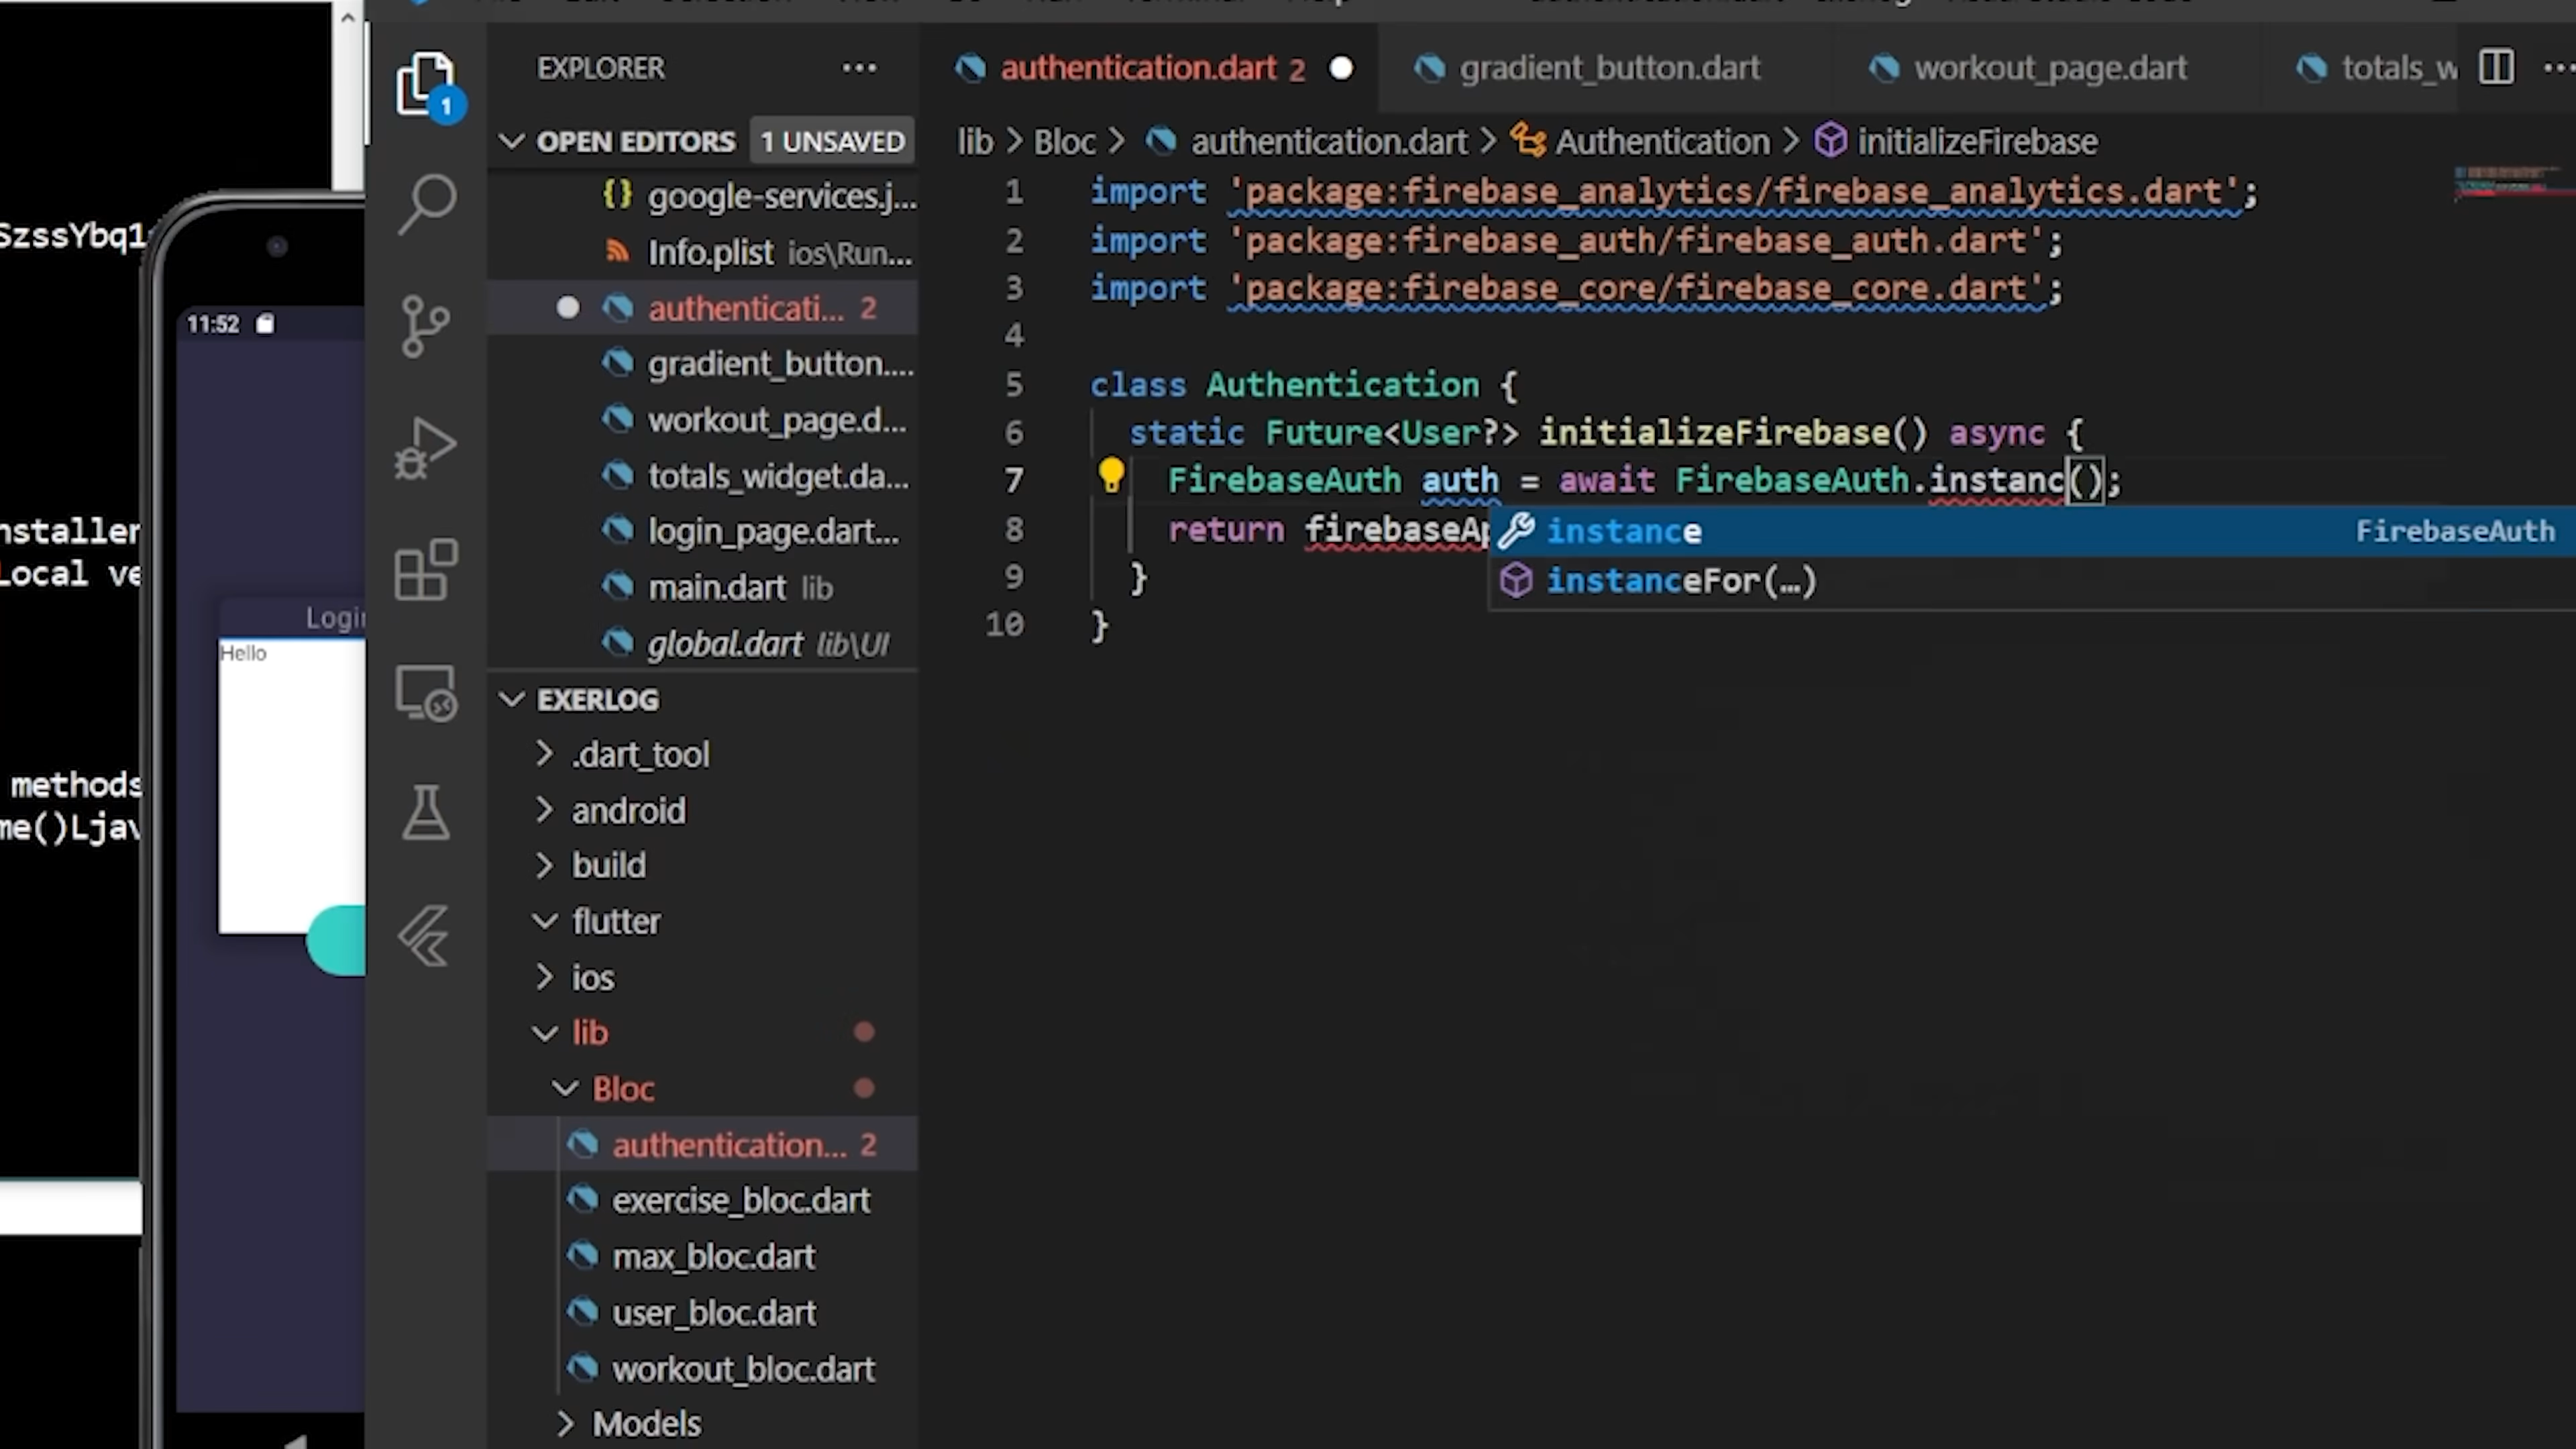 SzssYbq1
11:52
nstaller
Local ve
Login
Hello
methods
me()Ljav
1
EXPLORER
OPEN EDITORS 1 UNSAVED
google-services.j...
Info.plist ios\Run...
authenticati... 2
gradient_button....
workout_page.d...
totals_widget.da...
login_page.dart...
main.dart lib
global.dart lib\UI
EXERLOG
.dart_tool
android
build
flutter
ios
lib
Bloc
authentication... 2
exercise_bloc.dart
max_bloc.dart
user_bloc.dart
workout_bloc.dart
Models
authentication.dart 2 gradient_button.dart workout_page.dart totals_w
lib > Bloc > authentication.dart > Authentication > initializeFirebase
1 import 'package:firebase_analytics/firebase_analytics.dart';
2 import 'package:firebase_auth/firebase_auth.dart';
3 import 'package:firebase_core/firebase_core.dart';
4
5 class Authentication {
6 static Future<User?> initializeFirebase() async {
7 FirebaseAuth auth = await FirebaseAuth.instanc();
8 return firebaseAp
instance FirebaseAuth
instanceFor(…)
9 }
10 }